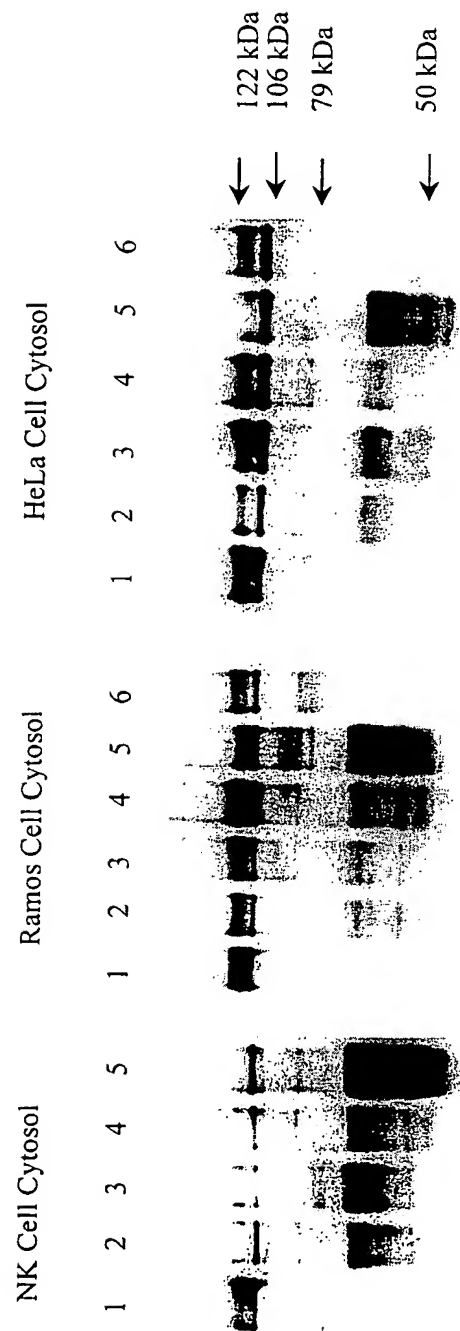 NK Cell Cytosol
1 2 3 4 5
Ramos Cell Cytosol
1 2 3 4 5 6
HeLa Cell Cytosol
1 2 3 4 5 6
122 kDa
106 kDa
79 kDa
50 kDa